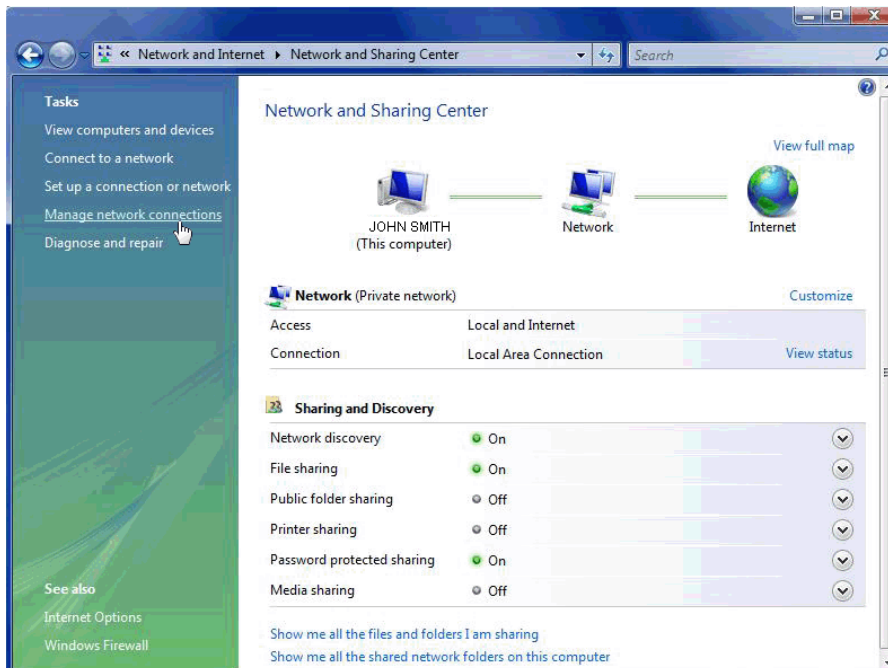 « Network and Internet ▸ Network and Sharing Center
Search
Tasks
View computers and devices
Connect to a network
Set up a connection or network
Manage network connections
Diagnose and repair
See also
Internet Options
Windows Firewall
Network and Sharing Center
View full map
JOHN SMITH
(This computer)
Network
Internet
Network (Private network)
Customize
Access Local and Internet
Connection Local Area Connection View status
Sharing and Discovery
Network discovery On
File sharing On
Public folder sharing Off
Printer sharing Off
Password protected sharing On
Media sharing Off
Show me all the files and folders I am sharing
Show me all the shared network folders on this computer